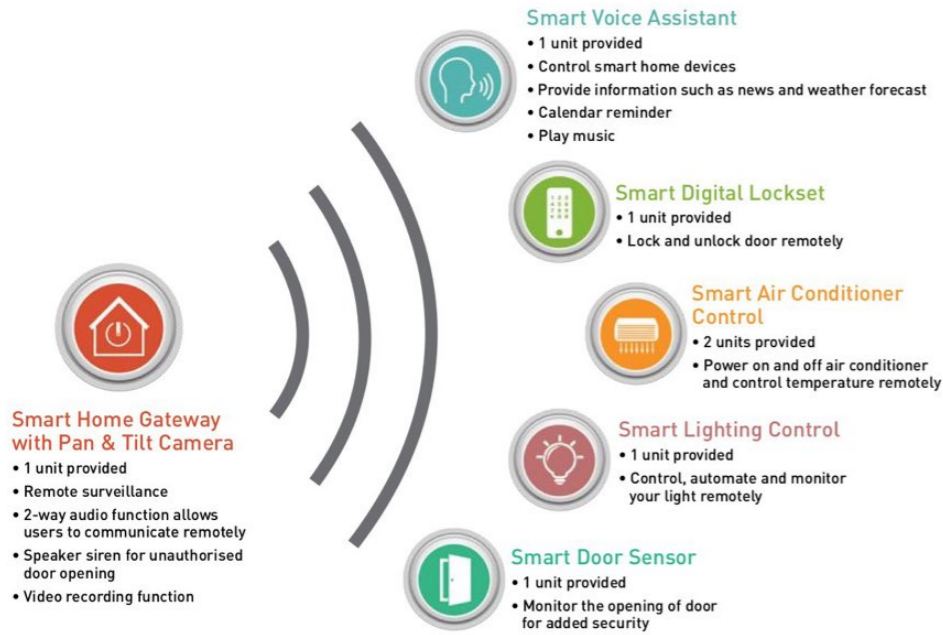 Smart Voice Assistant
• 1 unit provided
• Control smart home devices
• Provide information such as news and weather forecast
• Calendar reminder
• Play music
Smart Digital Lockset
• 1 unit provided
• Lock and unlock door remotely
Smart Air Conditioner
Control
• 2 units provided
• Power on and off air conditioner
and control temperature remotely
Smart Home Gateway
with Pan & Tilt Camera
• 1 unit provided
• Remote surveillance
• 2-way audio function allows
users to communicate remotely
• Speaker siren for unauthorised
door opening
• Video recording function
Smart Lighting Control
• 1 unit provided
• Control, automate and monitor
your light remotely
Smart Door Sensor
• 1 unit provided
• Monitor the opening of door
for added security